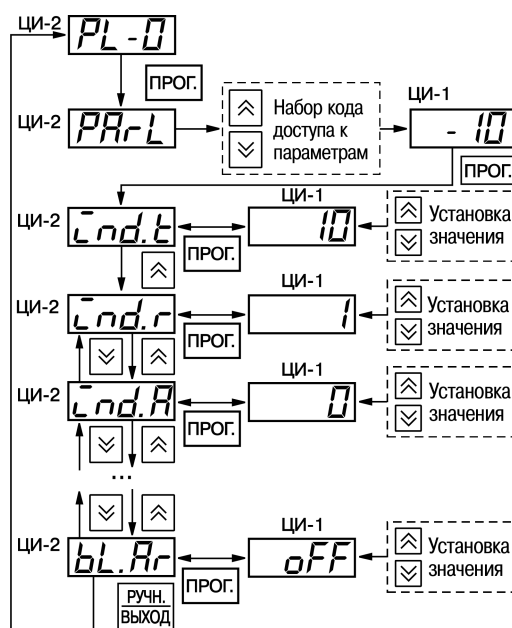 ЦИ-2 PL-0
ПРОГ.
ЦИ-2 PArL
Набор кода
доступа к
параметрам
ЦИ-1
- 10
ПРОГ.
ЦИ-2 ind.t
ПРОГ.
ЦИ-1
10
Установка
значения
ЦИ-2 ind.r
ПРОГ.
ЦИ-1
1
Установка
значения
ЦИ-2 ind.A
ПРОГ.
ЦИ-1
0
Установка
значения
...
ЦИ-2 bL.Ar
ПРОГ.
ЦИ-1
oFF
Установка
значения
РУЧН.
ВЫХОД